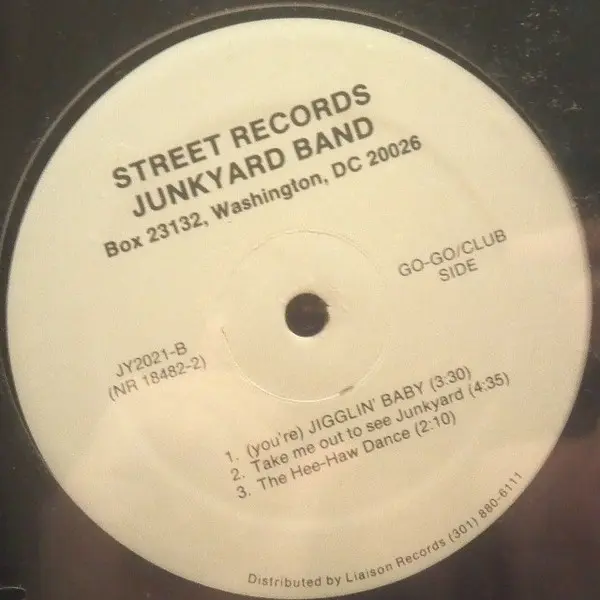 STREET RECORDS
JUNKYARD BAND
Box 23132, Washington, DC 20026
GO-GO/CLUB
SIDE
JY2021-B
(NR 18482-2)
1. (you're) JIGGLIN' BABY (3:30)
2. Take me out to see Junkyard (4:35)
3. The Hee-Haw Dance (2:10)
Distributed by Liaison Records (301) 880-6111